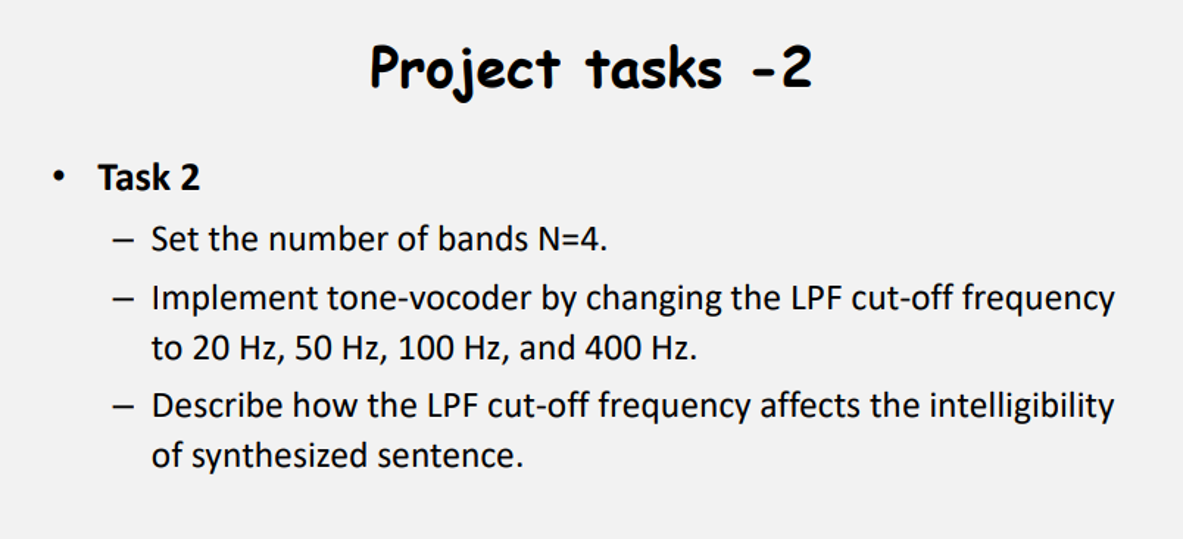 Project tasks -2
• Task 2
– Set the number of bands N=4.
– Implement tone-vocoder by changing the LPF cut-off frequency
to 20 Hz, 50 Hz, 100 Hz, and 400 Hz.
– Describe how the LPF cut-off frequency affects the intelligibility
of synthesized sentence.